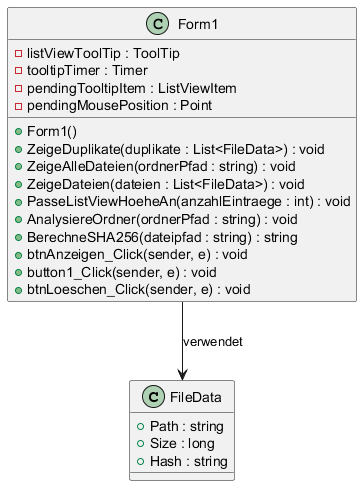 C Form1
listViewToolTip : ToolTip
tooltipTimer : Timer
pendingTooltipItem : ListViewItem
pendingMousePosition : Point
Form1()
ZeigeDuplikate(duplikate : List<FileData>) : void
ZeigeAlleDateien(ordnerPfad : string) : void
ZeigeDateien(dateien : List<FileData>) : void
PasseListViewHoeheAn(anzahlEintraege : int) : void
AnalysiereOrdner(ordnerPfad : string) : void
BerechneSHA256(dateipfad : string) : string
btnAnzeigen_Click(sender, e) : void
button1_Click(sender, e) : void
btnLoeschen_Click(sender, e) : void
verwendet
C FileData
Path : string
Size : long
Hash : string